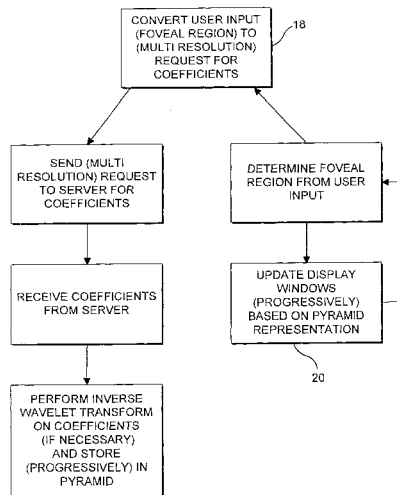 CONVERT USER INPUT
(FOVEAL REGION) TO
(MULTI RESOLUTION)
REQUEST FOR
COEFFICIENTS
18
SEND (MULTI
RESOLUTION) REQUEST
TO SERVER FOR
COEFFICIENTS
DETERMINE FOVEAL
REGION FROM USER
INPUT
RECEIVE COEFFICIENTS
FROM SERVER
UPDATE DISPLAY
WINDOWS
(PROGRESSIVELY)
BASED ON PYRAMID
REPRESENTATION
20
PERFORM INVERSE
WAVELET TRANSFORM
ON COEFFICIENTS
(IF NECESSARY)
AND STORE
(PROGRESSIVELY) IN
PYRAMID